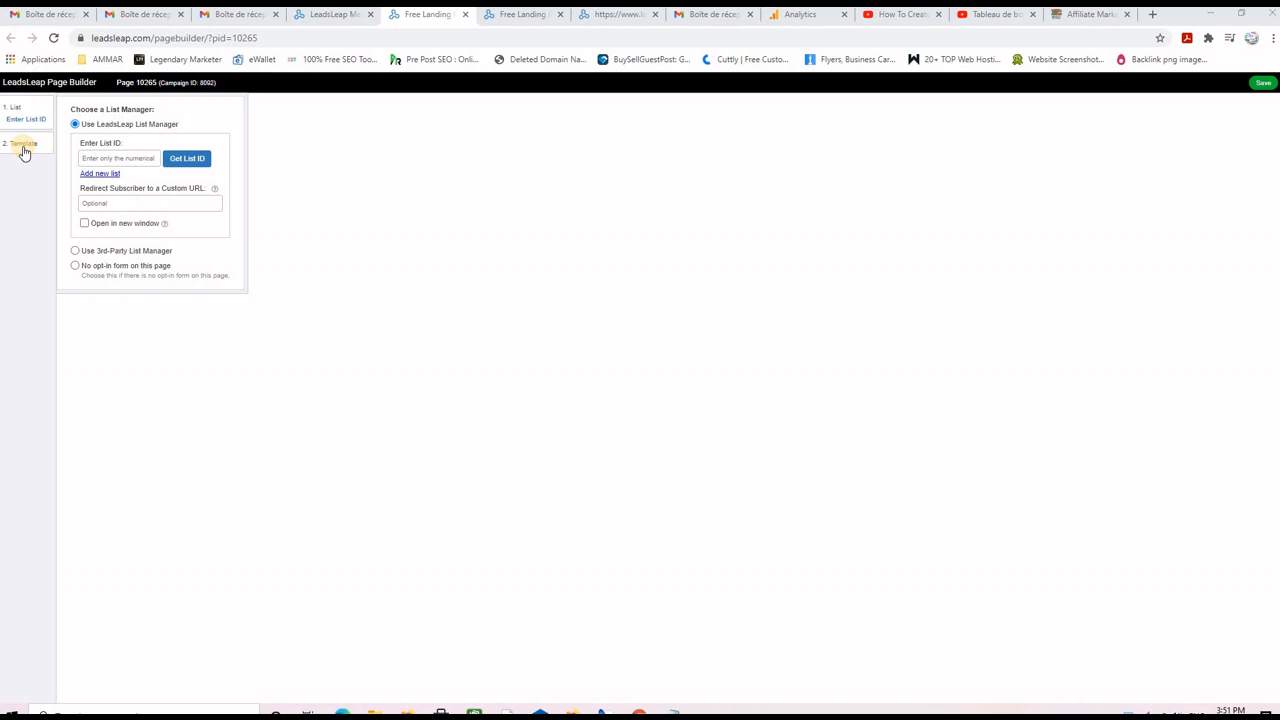 Boîte de récep
Boîte de récep
Boîte de récep
LeadsLeap Me
Free Landing
Free Landing
https://www.l
Boîte de récep
Analytics
How To Create
Tableau de bo
Affiliate Mark
leadsleap.com/pagebuilder/?pid=10265
Applications
AMMAR
Legendary Marketer
eWallet
100% Free SEO Too...
Pre Post SEO : Onlin...
Deleted Domain Na...
BuySellGuestPost: G...
Cuttly | Free Custo...
Flyers, Business Car...
20+ TOP Web Hosti...
Website Screenshot...
Backlink png image...
LeadsLeap Page Builder
Page 10265 (Campaign ID: 8092)
Save
1. List
Enter List ID
2. Template
Choose a List Manager:
Use LeadsLeap List Manager
Enter List ID:
Enter only the numerical
Get List ID
Add new list
Redirect Subscriber to a Custom URL:
Optional
Open in new window
Use 3rd-Party List Manager
No opt-in form on this page
Choose this if there is no opt-in form on this page.
3:51 PM